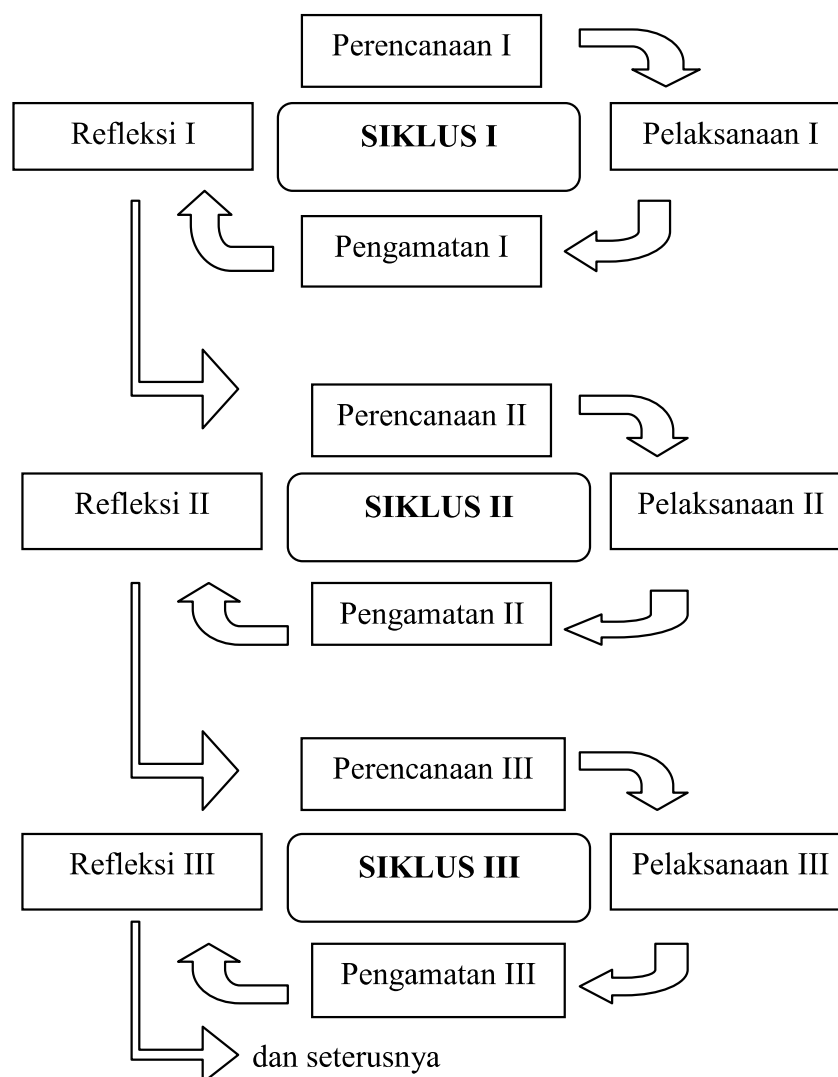 Perencanaan I
Refleksi I
SIKLUS I
Pelaksanaan I
Pengamatan I
Perencanaan II
Refleksi II
SIKLUS II
Pelaksanaan II
Pengamatan II
Perencanaan III
Refleksi III
SIKLUS III
Pelaksanaan III
Pengamatan III
dan seterusnya